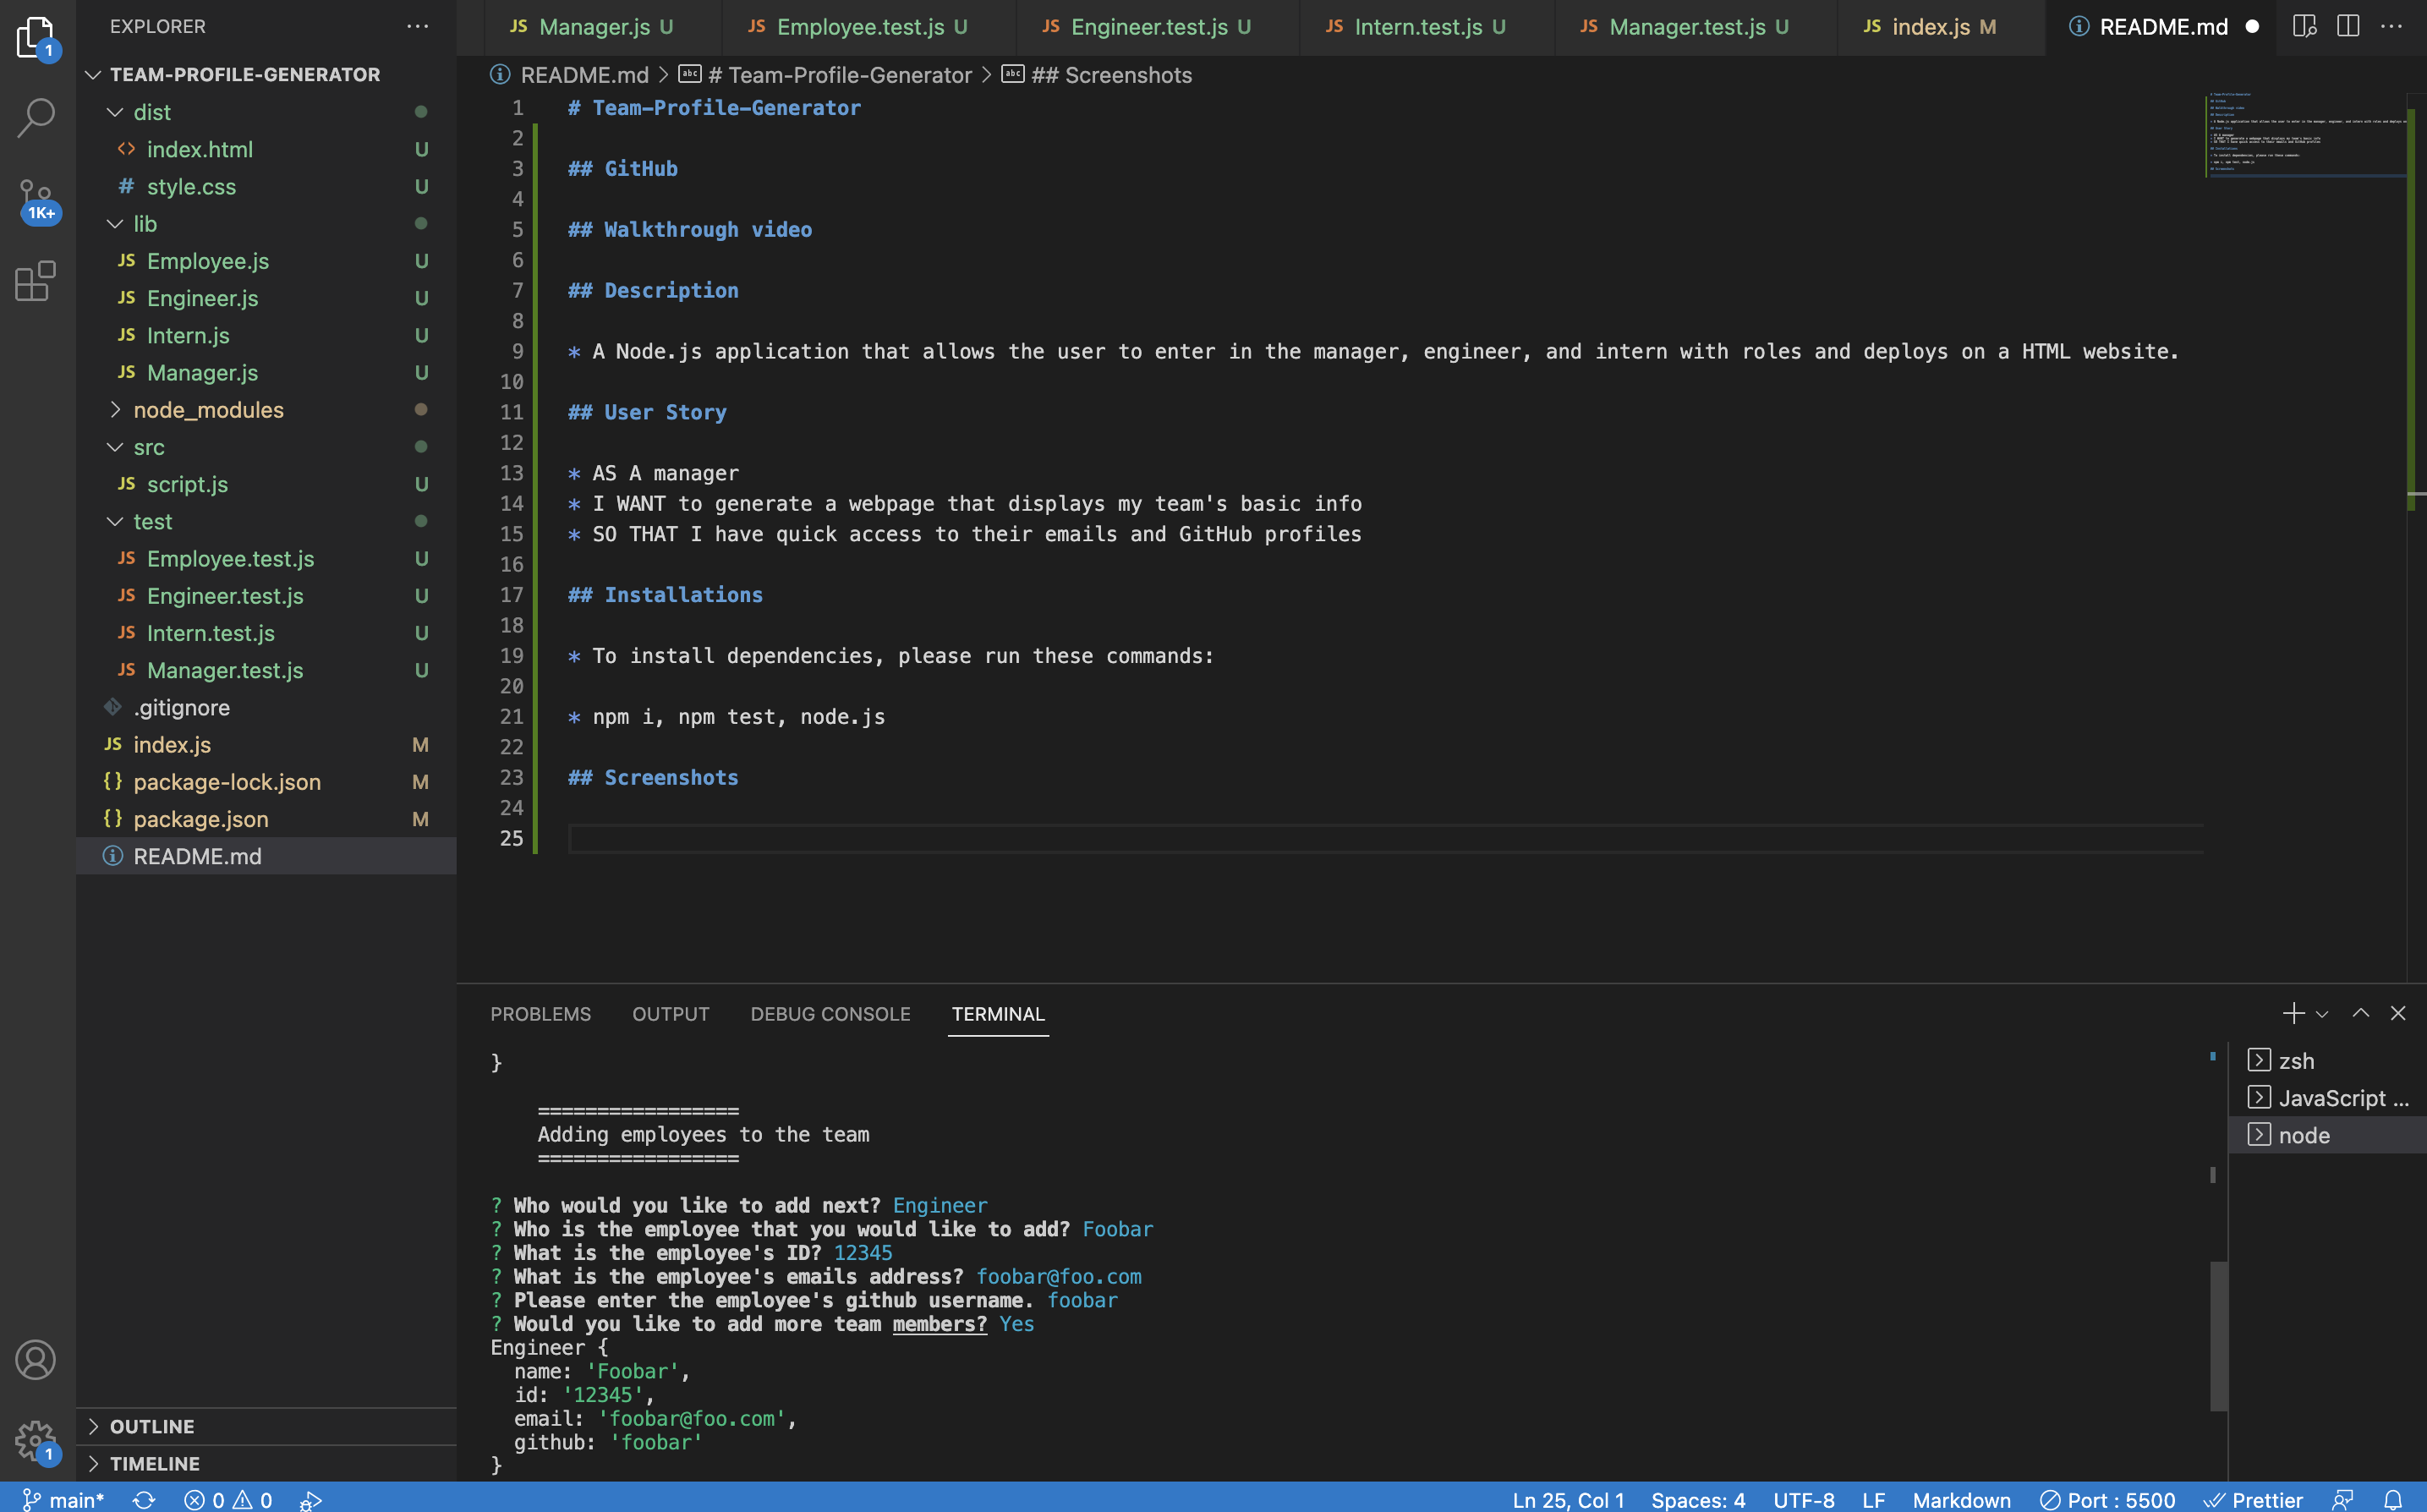 EXPLORER
1
1K+
TEAM-PROFILE-GENERATOR
dist
<> index.html U
# style.css U
lib
JS Employee.js U
JS Engineer.js U
JS Intern.js U
JS Manager.js U
node_modules
src
JS script.js U
test
JS Employee.test.js U
JS Engineer.test.js U
JS Intern.test.js U
JS Manager.test.js U
.gitignore
JS index.js M
{} package-lock.json M
{} package.json M
README.md
OUTLINE
TIMELINE
1
JS Manager.js U JS Employee.test.js U JS Engineer.test.js U JS Intern.test.js U JS Manager.test.js U JS index.js M README.md
README.md > abc # Team-Profile-Generator > abc ## Screenshots
1 # Team-Profile-Generator
2
3 ## GitHub
4
5 ## Walkthrough video
6
7 ## Description
8
9 * A Node.js application that allows the user to enter in the manager, engineer, and intern with roles and deploys on a HTML website.
10
11 ## User Story
12
13 * AS A manager
14 * I WANT to generate a webpage that displays my team's basic info
15 * SO THAT I have quick access to their emails and GitHub profiles
16
17 ## Installations
18
19 * To install dependencies, please run these commands:
20
21 * npm i, npm test, node.js
22
23 ## Screenshots
24
25
PROBLEMS OUTPUT DEBUG CONSOLE TERMINAL
}
=================
Adding employees to the team
=================
? Who would you like to add next? Engineer
? Who is the employee that you would like to add? Foobar
? What is the employee's ID? 12345
? What is the employee's emails address? foobar@foo.com
? Please enter the employee's github username. foobar
? Would you like to add more team members? Yes
Engineer {
name: 'Foobar',
id: '12345',
email: 'foobar@foo.com',
github: 'foobar'
}
zsh
JavaScript ...
node
main* 0 0 Ln 25, Col 1 Spaces: 4 UTF-8 LF Markdown Port : 5500 Prettier